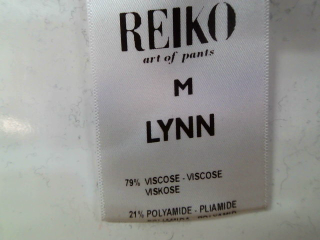 REIKO
art of pants
M
LYNN
79% VISCOSE - VISCOSE
VISKOSE
21% POLYAMIDE - PLIAMIDE